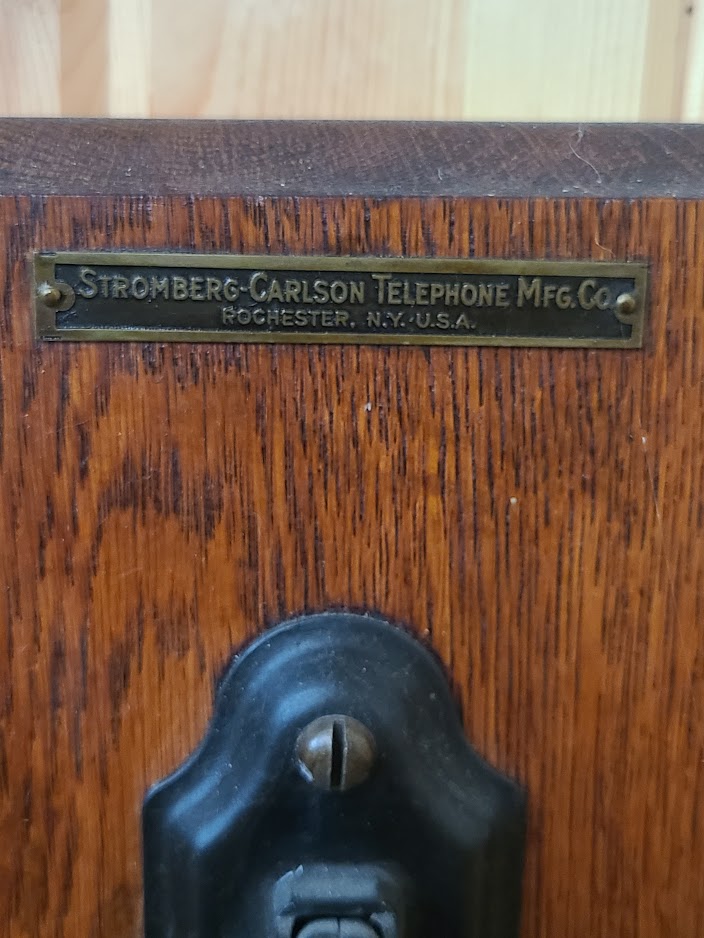 STROMBERG-CARLSON TELEPHONE MFG. CO.
ROCHESTER, N.Y. U.S.A.